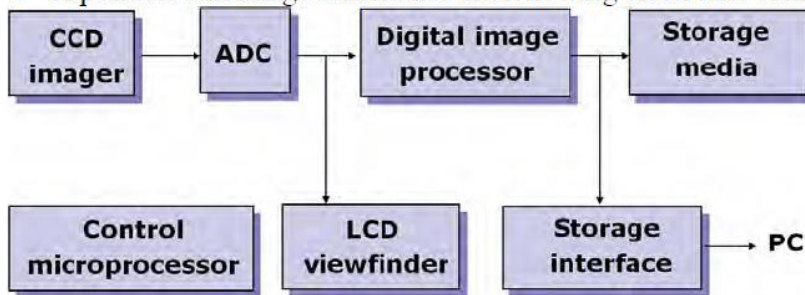 CCD
imager
ADC
Digital image
processor
Storage
media
Control
microprocessor
LCD
viewfinder
Storage
interface
PC